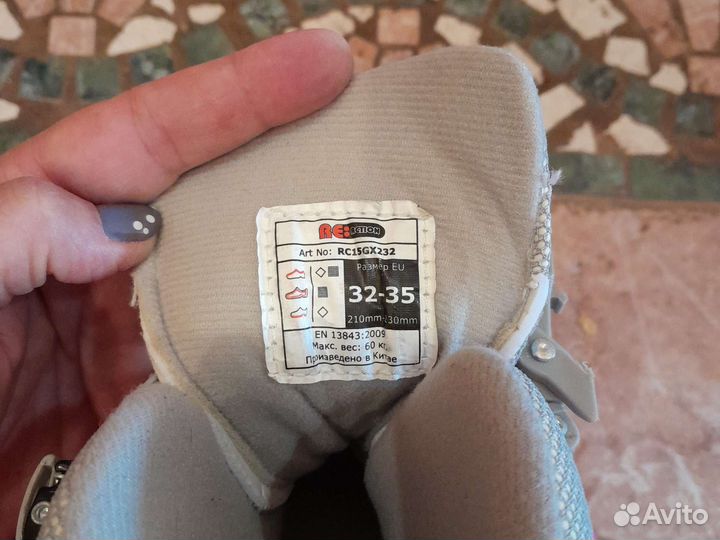 RE:ACTION
Art No: RC15GX232
Размер EU
32-35
210mm-230mm
EN 13843:2009
Макс. вес: 60 кг.
Произведено в Китае
Avito